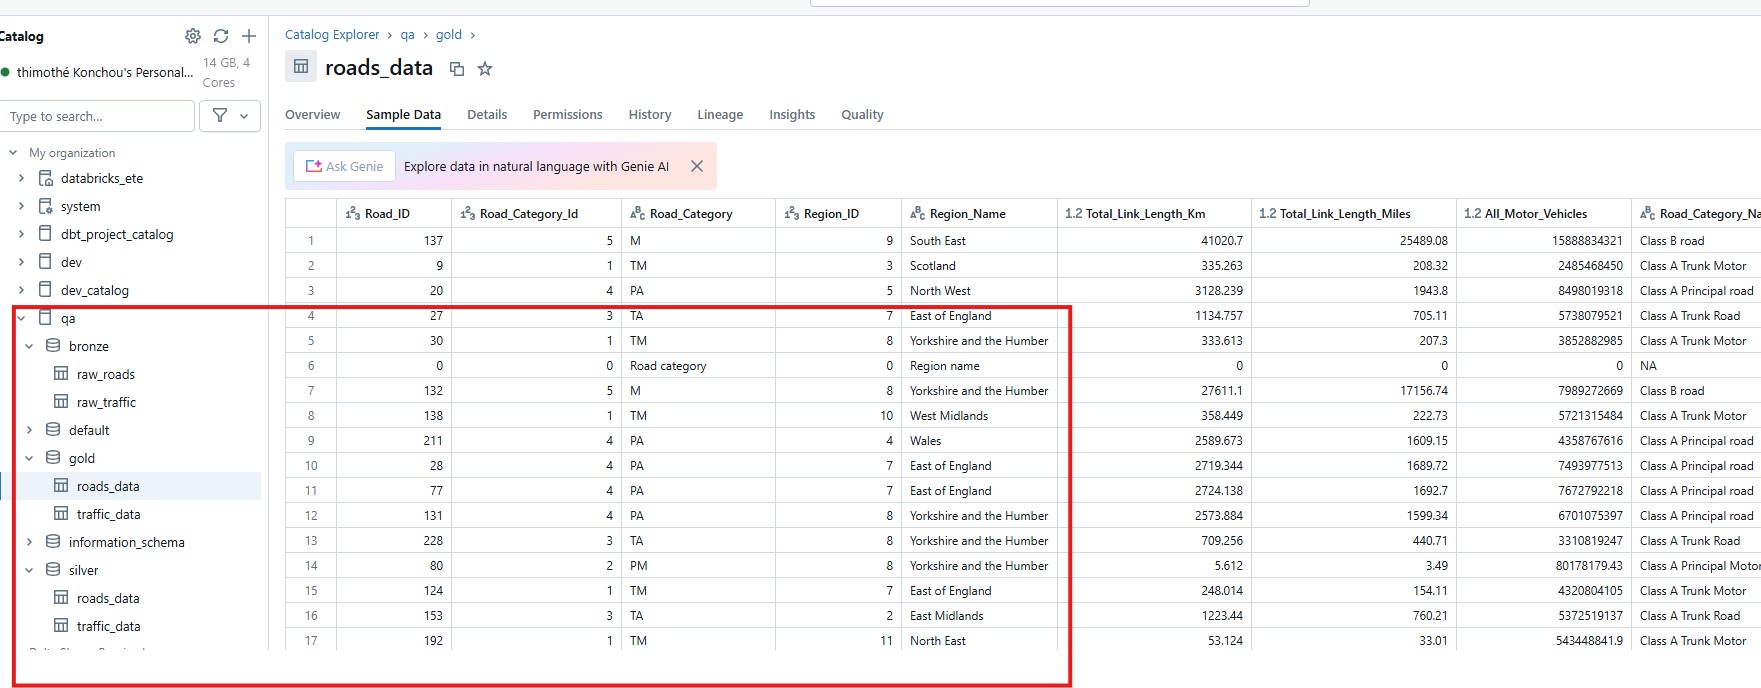 Catalog
thimothé Konchou's Personal...
14 GB, 4
Cores
Type to search...
My organization
databricks_ete
system
dbt_project_catalog
dev
dev_catalog
qa
bronze
raw_roads
raw_traffic
default
gold
roads_data
traffic_data
information_schema
silver
roads_data
traffic_data
Catalog Explorer › qa › gold ›
roads_data
Overview Sample Data Details Permissions History Lineage Insights Quality
Ask Genie Explore data in natural language with Genie AI
Road_ID Road_Category_Id Road_Category Region_ID Region_Name 1.2 Total_Link_Length_Km 1.2 Total_Link_Length_Miles 1.2 All_Motor_Vehicles Road_Category_Na
1 137 5 M 9 South East 41020.7 25489.08 15888834321 Class B road
2 9 1 TM 3 Scotland 335.263 208.32 2485468450 Class A Trunk Motor
3 20 4 PA 5 North West 3128.239 1943.8 8498019318 Class A Principal road
4 27 3 TA 7 East of England 1134.757 705.11 5738079521 Class A Trunk Road
5 30 1 TM 8 Yorkshire and the Humber 333.613 207.3 3852882985 Class A Trunk Motor
6 0 0 Road category 0 Region name 0 0 0 NA
7 132 5 M 8 Yorkshire and the Humber 27611.1 17156.74 7989272669 Class B road
8 138 1 TM 10 West Midlands 358.449 222.73 5721315484 Class A Trunk Motor
9 211 4 PA 4 Wales 2589.673 1609.15 4358767616 Class A Principal road
10 28 4 PA 7 East of England 2719.344 1689.72 7493977513 Class A Principal road
11 77 4 PA 7 East of England 2724.138 1692.7 7672792218 Class A Principal road
12 131 4 PA 8 Yorkshire and the Humber 2573.884 1599.34 6701075397 Class A Principal road
13 228 3 TA 8 Yorkshire and the Humber 709.256 440.71 3310819247 Class A Trunk Road
14 80 2 PM 8 Yorkshire and the Humber 5.612 3.49 80178179.43 Class A Principal Motor
15 124 1 TM 7 East of England 248.014 154.11 4320804105 Class A Trunk Motor
16 153 3 TA 2 East Midlands 1223.44 760.21 5372519137 Class A Trunk Road
17 192 1 TM 11 North East 53.124 33.01 543448841.9 Class A Trunk Motor